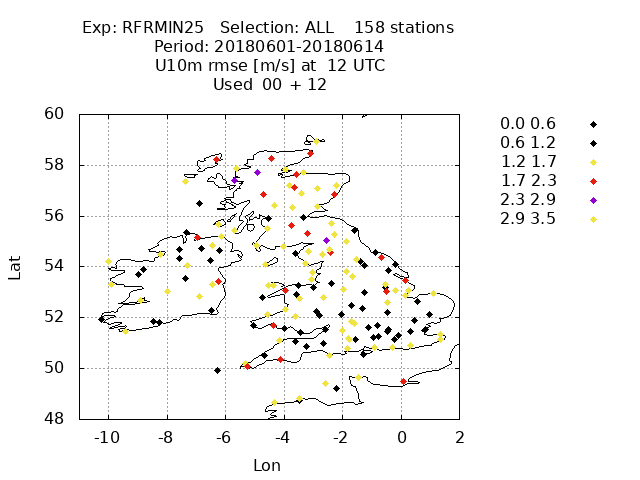 Exp: RFRMIN25 Selection: ALL 158 stations
Period: 20180601-20180614
U10m rmse [m/s] at 12 UTC
Used 00 + 12
60
58
56
54
52
50
48
Lat
-10 -8 -6 -4 -2 0 2
Lon
0.0 0.6
0.6 1.2
1.2 1.7
1.7 2.3
2.3 2.9
2.9 3.5